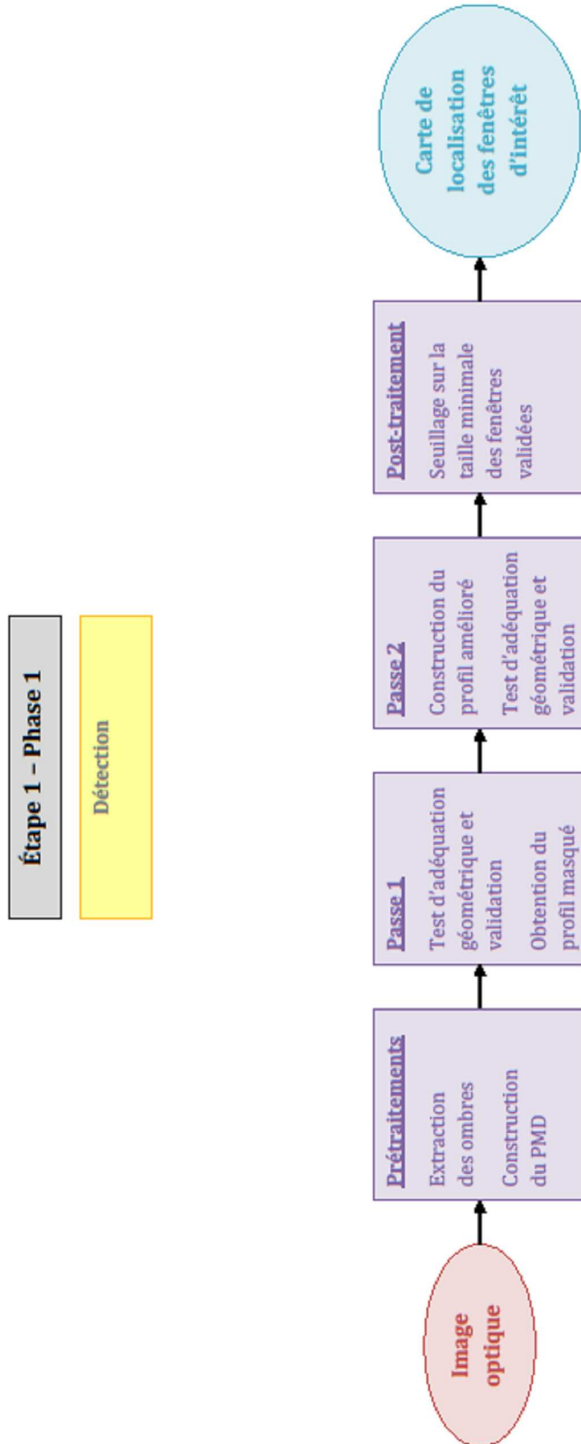 Étape 1 – Phase 1
Détection
Image
optique
Prétraitements
Extraction
des ombres
Construction
du PMD
Passe 1
Test d'adéquation
géométrique et
validation
Obtention du
profil masqué
Passe 2
Construction du
profil amélioré
Test d'adéquation
géométrique et
validation
Post-traitement
Seuillage sur la
taille minimale
des fenêtres
validées
Carte de
localisation
des fenêtres
d'intérêt